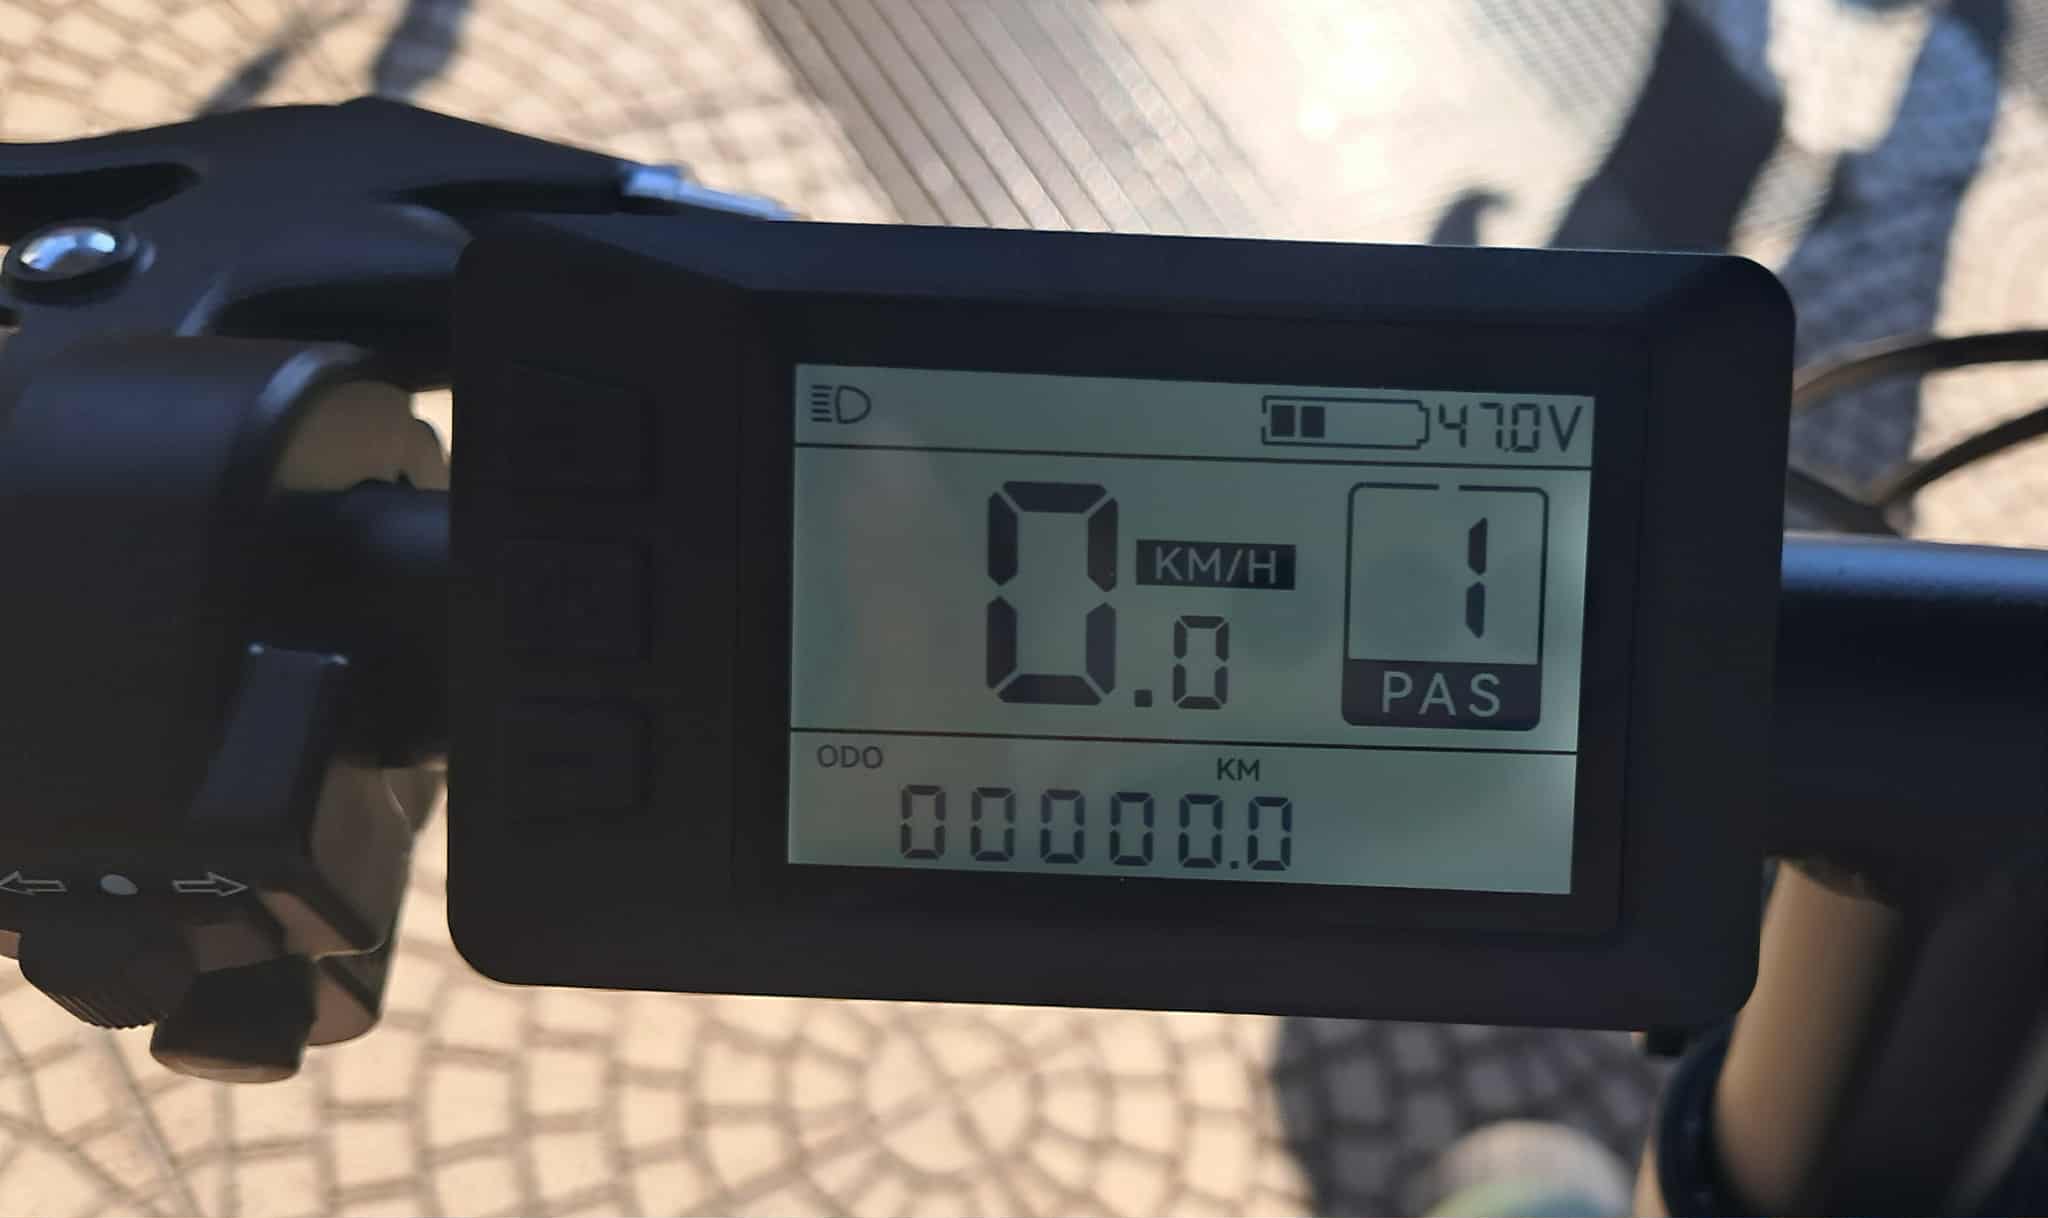 47.0V
0.0 KM/H
1
PAS
ODO KM
00000.0